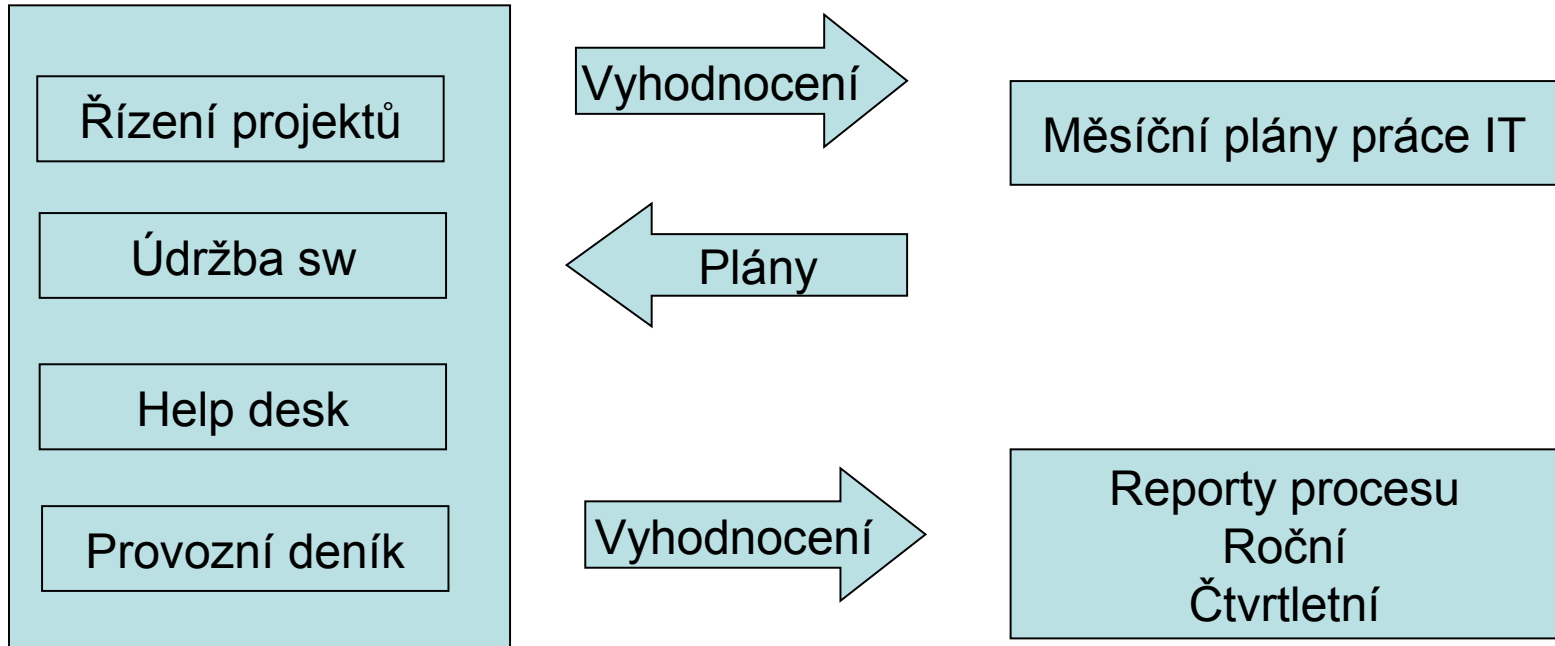 Řízení projektů
Údržba sw
Help desk
Provozní deník
Vyhodnocení
Plány
Vyhodnocení
Měsíční plány práce IT
Reporty procesu
Roční
Čtvrtletní